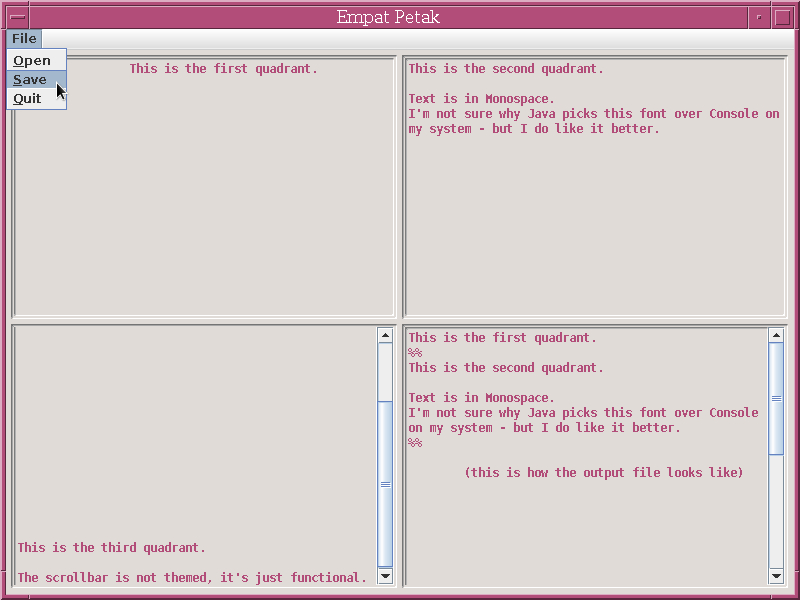 Empat Petak
File
Open
Save
Quit
This is the first quadrant.
This is the second quadrant.
Text is in Monospace.
I'm not sure why Java picks this font over Console on
my system - but I do like it better.
This is the third quadrant.
The scrollbar is not themed, it's just functional.
This is the first quadrant.
%%
This is the second quadrant.
Text is in Monospace.
I'm not sure why Java picks this font over Console
on my system - but I do like it better.
%%
(this is how the output file looks like)